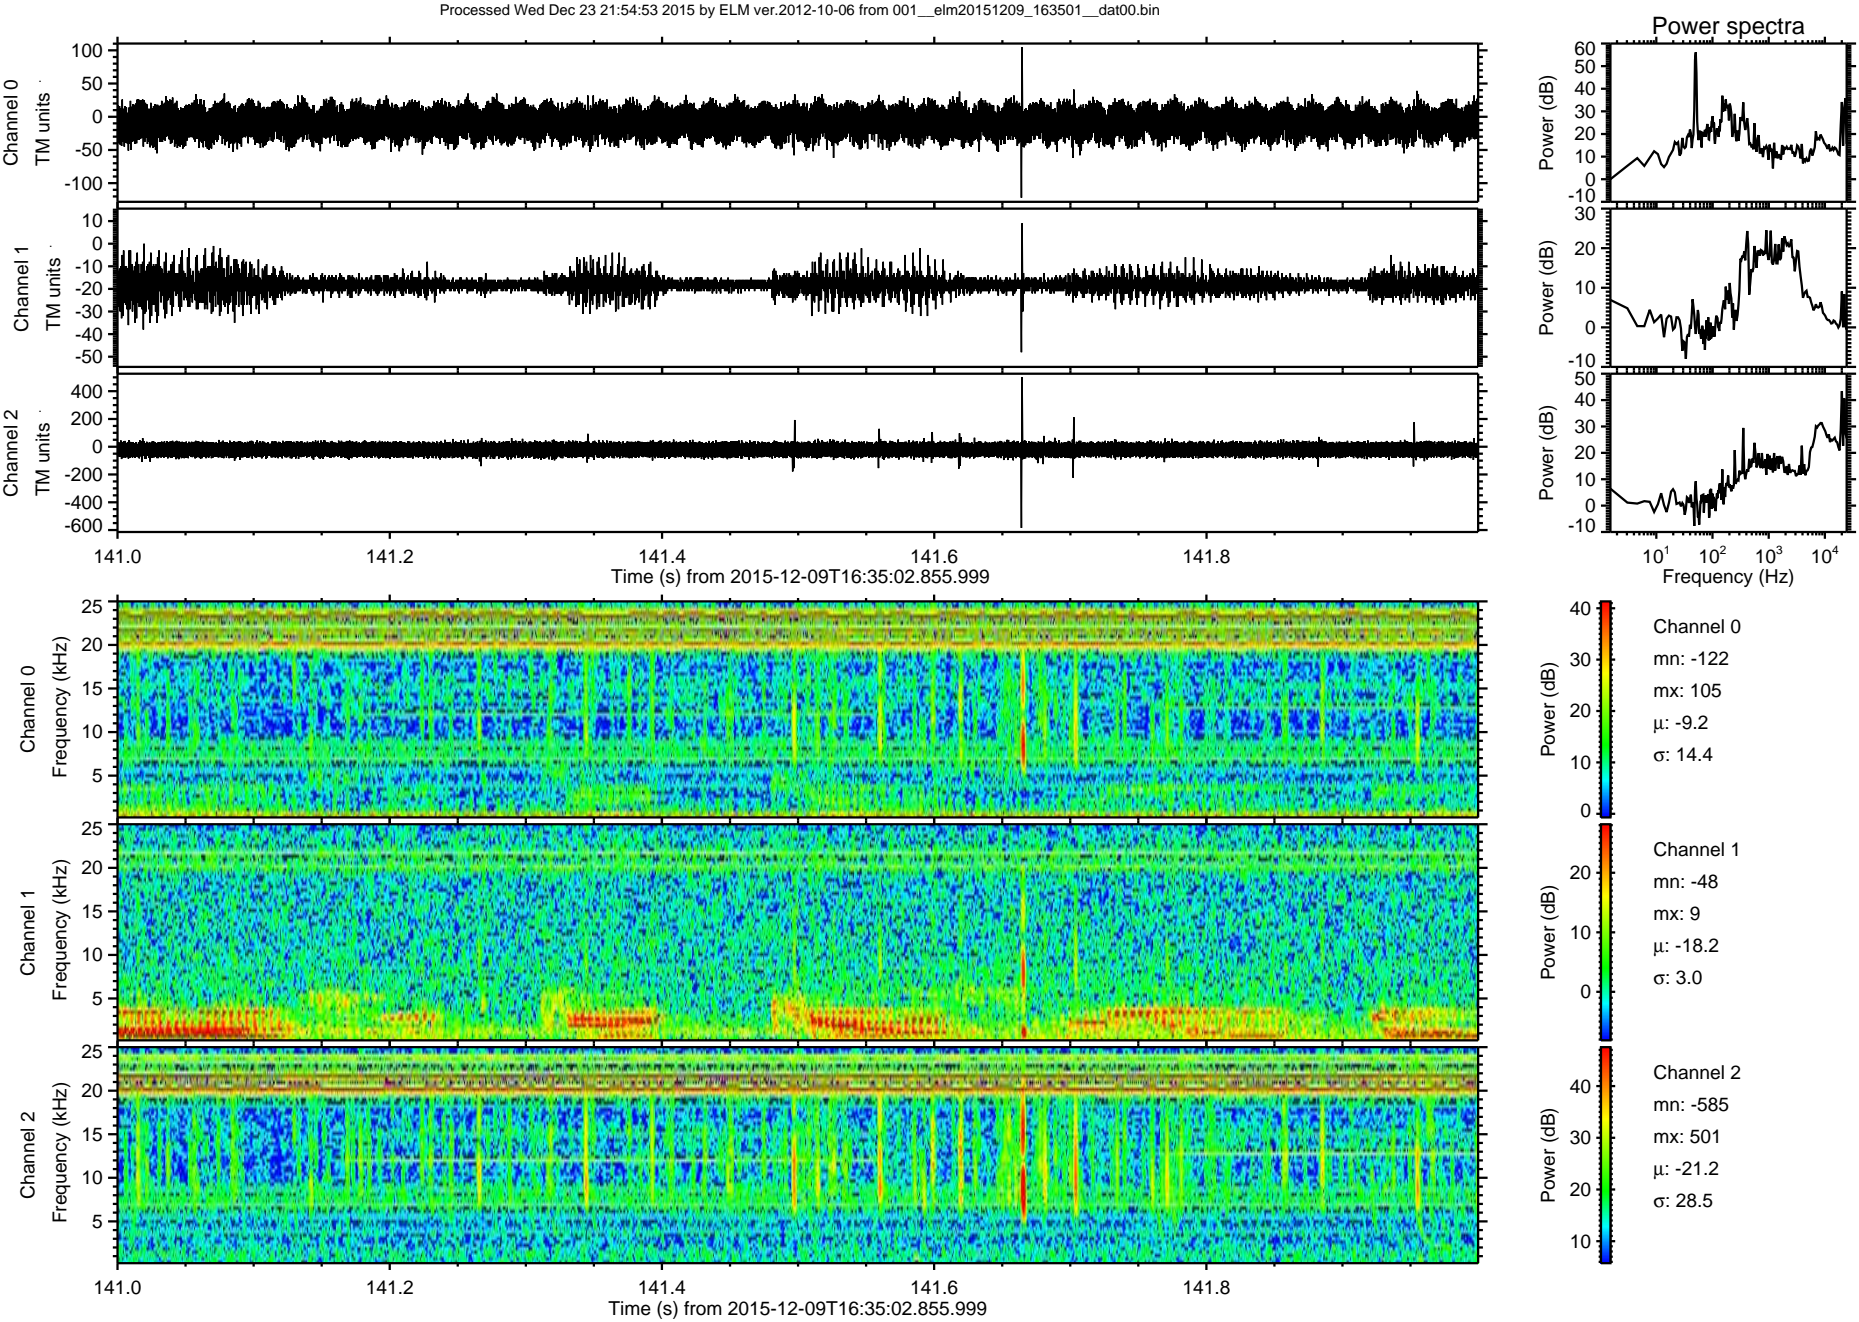 Processed Wed Dec 23 21:54:53 2015 by ELM ver.2012-10-06 from 001__elm20151209_163501__dat00.bin
Power spectra
Channel 0
TM units
100
50
0
-50
-100
Power (dB)
60
50
40
30
20
10
0
-10
Channel 1
TM units
10
0
-10
-20
-30
-40
-50
Power (dB)
30
20
10
0
-10
Channel 2
TM units
400
200
0
-200
-400
-600
Power (dB)
50
40
30
20
10
0
-10
141.0 141.2 141.4 141.6 141.8
Time (s) from 2015-12-09T16:35:02.855.999
10^1 10^2 10^3 10^4
Frequency (Hz)
Channel 0
Frequency (kHz)
25
20
15
10
5
Power (dB)
40
30
20
10
0
Channel 0
mn: -122
mx: 105
μ: -9.2
σ: 14.4
Channel 1
Frequency (kHz)
25
20
15
10
5
Power (dB)
20
10
0
Channel 1
mn: -48
mx: 9
μ: -18.2
σ: 3.0
Channel 2
Frequency (kHz)
25
20
15
10
5
Power (dB)
40
30
20
10
Channel 2
mn: -585
mx: 501
μ: -21.2
σ: 28.5
141.0 141.2 141.4 141.6 141.8
Time (s) from 2015-12-09T16:35:02.855.999